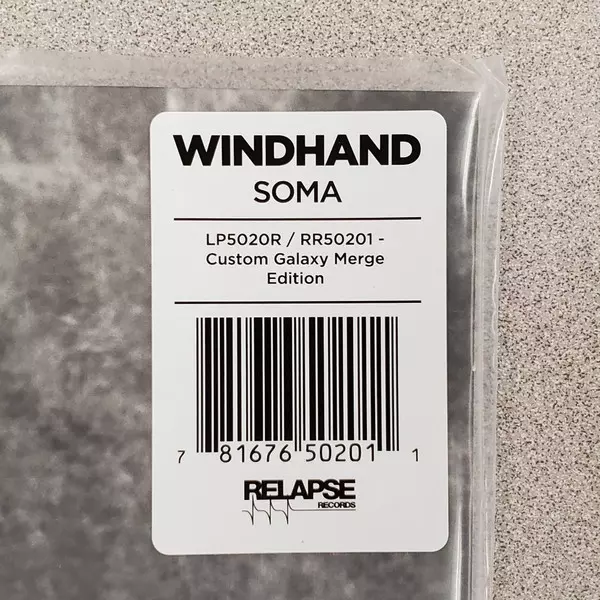 WINDHAND
SOMA
LP5020R / RR50201 -
Custom Galaxy Merge
Edition
7 81676 50201 1
RELAPSE
RECORDS